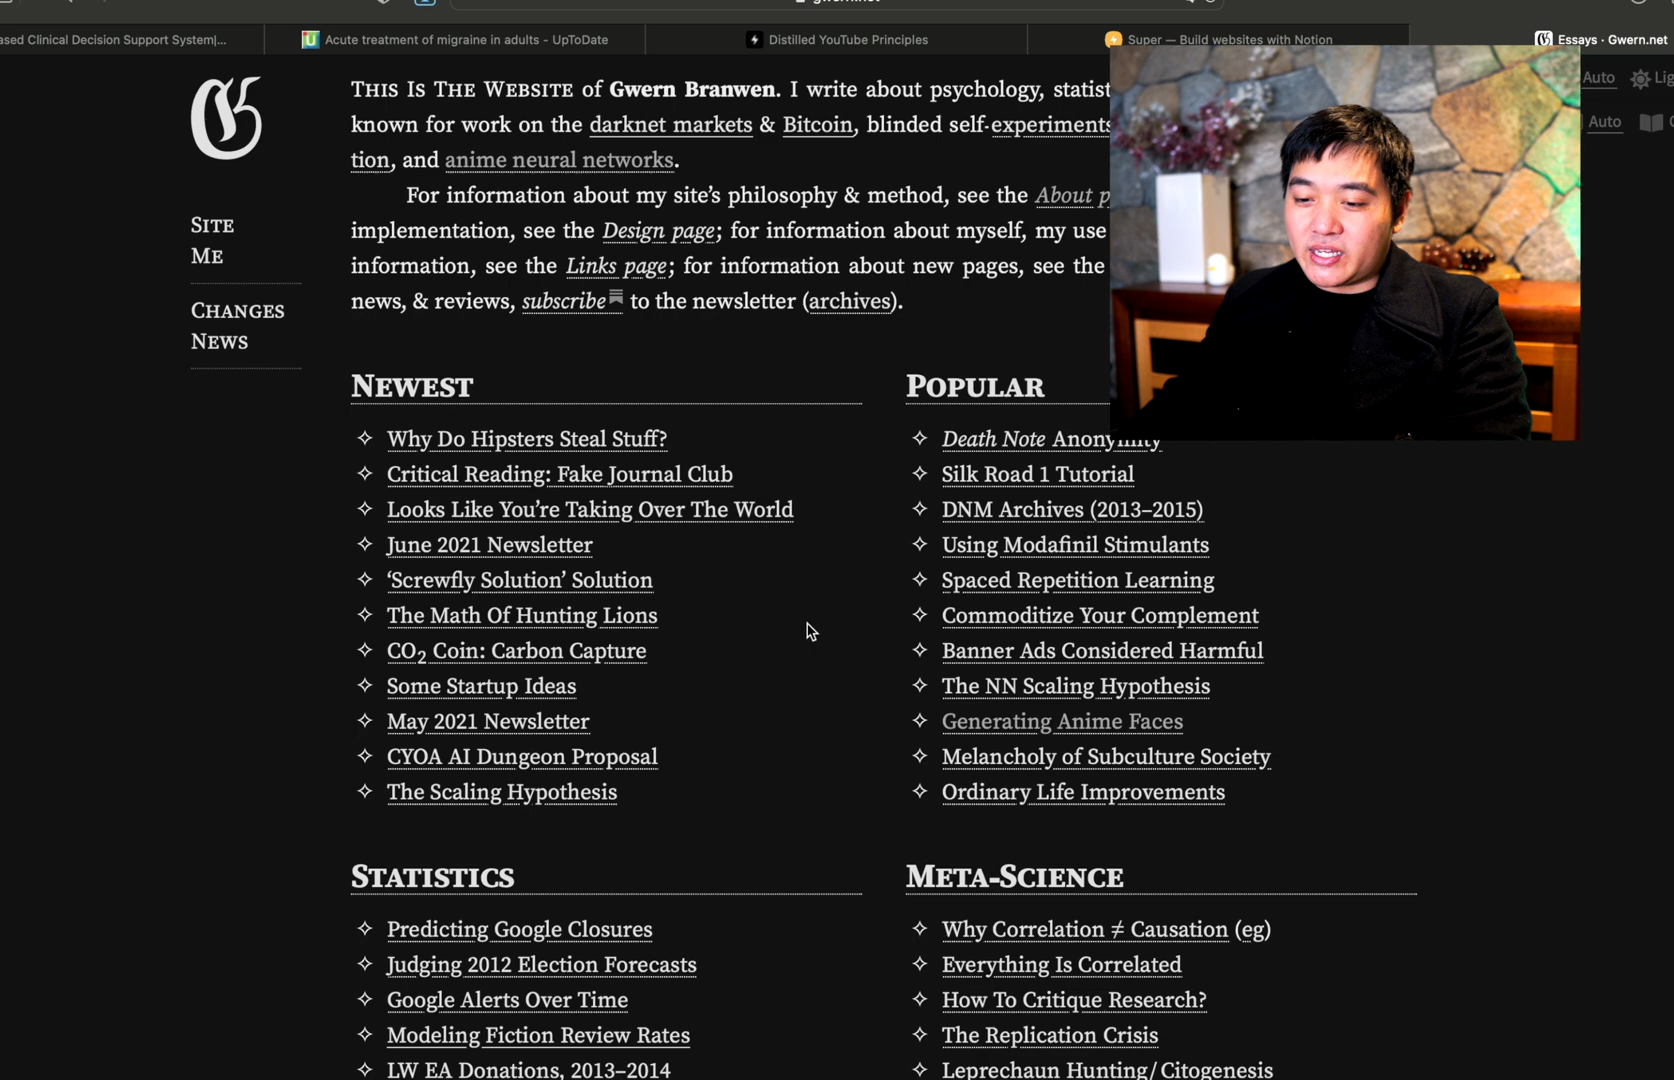 gwern.net
ased Clinical Decision Support System|...
Acute treatment of migraine in adults - UpToDate
Distilled YouTube Principles
Super — Build websites with Notion
Essays · Gwern.net
THIS IS THE WEBSITE of Gwern Branwen. I write about psychology, statist
known for work on the darknet markets & Bitcoin, blinded self-experiments
tion, and anime neural networks.
For information about my site’s philosophy & method, see the About p
implementation, see the Design page; for information about myself, my use
information, see the Links page; for information about new pages, see the
news, & reviews, subscribe to the newsletter (archives).
Auto Lig
Auto
SITE
ME
CHANGES
NEWS
NEWEST
Why Do Hipsters Steal Stuff?
Critical Reading: Fake Journal Club
Looks Like You’re Taking Over The World
June 2021 Newsletter
‘Screwfly Solution’ Solution
The Math Of Hunting Lions
CO₂ Coin: Carbon Capture
Some Startup Ideas
May 2021 Newsletter
CYOA AI Dungeon Proposal
The Scaling Hypothesis
POPULAR
Death Note Anonymity
Silk Road 1 Tutorial
DNM Archives (2013–2015)
Using Modafinil Stimulants
Spaced Repetition Learning
Commoditize Your Complement
Banner Ads Considered Harmful
The NN Scaling Hypothesis
Generating Anime Faces
Melancholy of Subculture Society
Ordinary Life Improvements
STATISTICS
Predicting Google Closures
Judging 2012 Election Forecasts
Google Alerts Over Time
Modeling Fiction Review Rates
LW EA Donations, 2013–2014
META-SCIENCE
Why Correlation ≠ Causation (eg)
Everything Is Correlated
How To Critique Research?
The Replication Crisis
Leprechaun Hunting/Citogenesis